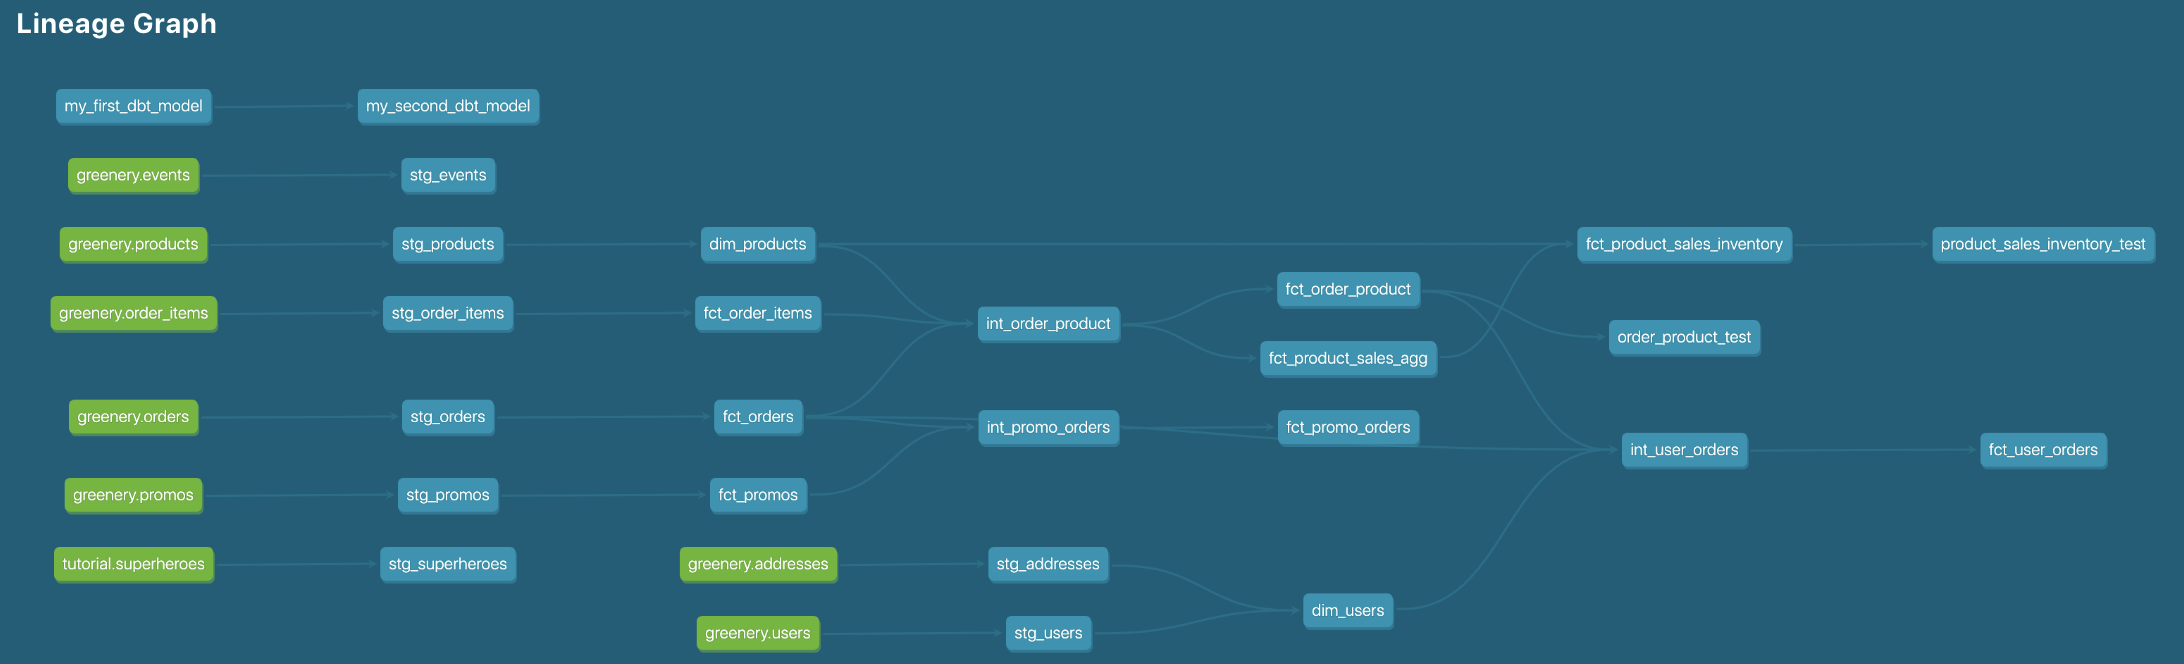 Lineage Graph
my_first_dbt_model
my_second_dbt_model
greenery.events
stg_events
greenery.products
stg_products
dim_products
fct_product_sales_inventory
product_sales_inventory_test
fct_order_product
greenery.order_items
stg_order_items
fct_order_items
int_order_product
order_product_test
fct_product_sales_agg
greenery.orders
stg_orders
fct_orders
int_promo_orders
fct_promo_orders
int_user_orders
fct_user_orders
greenery.promos
stg_promos
fct_promos
tutorial.superheroes
stg_superheroes
greenery.addresses
stg_addresses
dim_users
greenery.users
stg_users